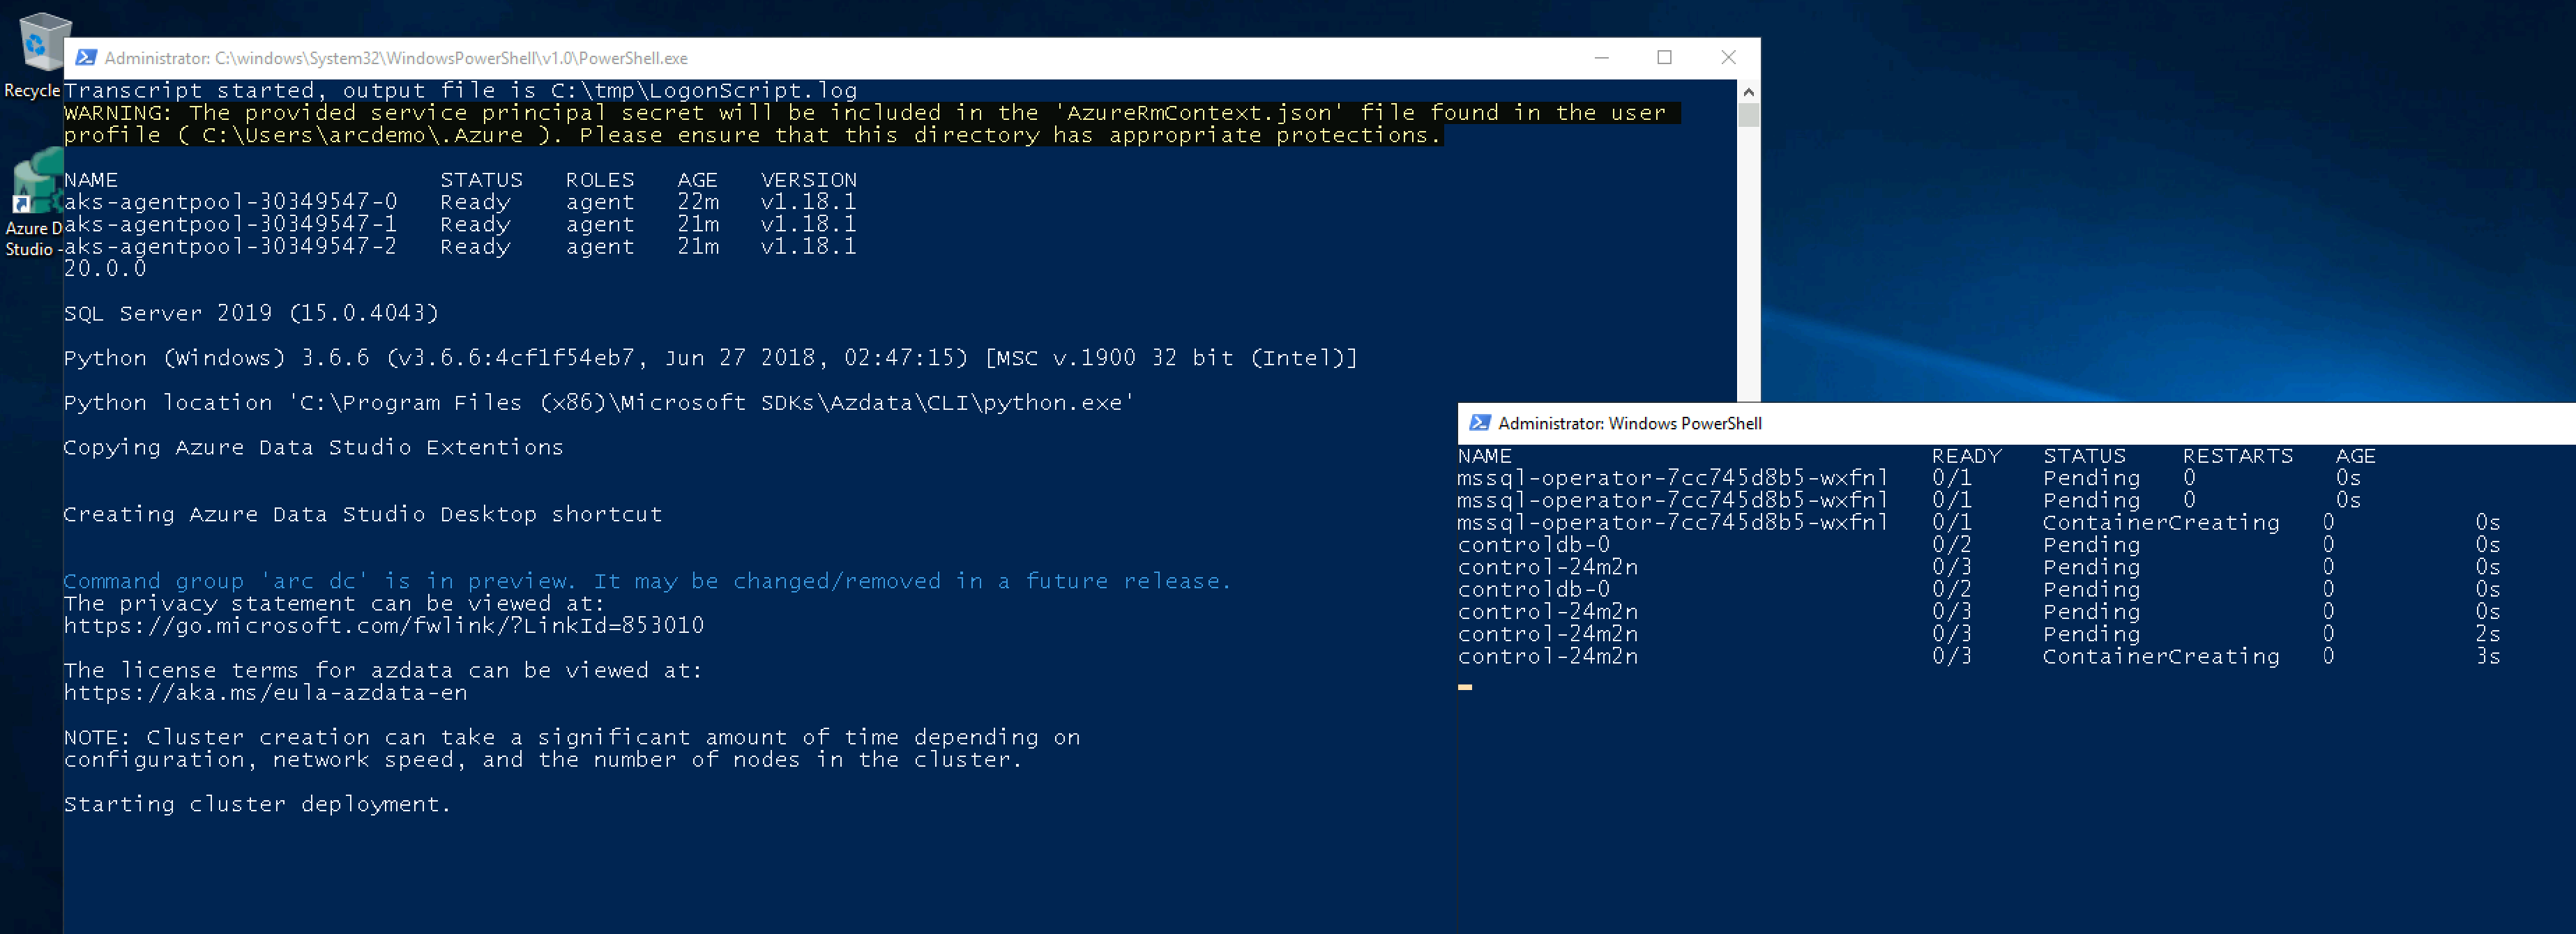 Recycle
Azure D
Studio -
Administrator: C:\windows\System32\WindowsPowerShell\v1.0\PowerShell.exe
Transcript started, output file is C:\tmp\LogonScript.log
WARNING: The provided service principal secret will be included in the 'AzureRmContext.json' file found in the user
profile ( C:\Users\arcdemo\.Azure ). Please ensure that this directory has appropriate protections.
NAME STATUS ROLES AGE VERSION
aks-agentpool-30349547-0 Ready agent 22m v1.18.1
aks-agentpool-30349547-1 Ready agent 21m v1.18.1
aks-agentpool-30349547-2 Ready agent 21m v1.18.1
20.0.0
SQL Server 2019 (15.0.4043)
Python (Windows) 3.6.6 (v3.6.6:4cf1f54eb7, Jun 27 2018, 02:47:15) [MSC v.1900 32 bit (Intel)]
Python location 'C:\Program Files (x86)\Microsoft SDKs\Azdata\CLI\python.exe'
Copying Azure Data Studio Extentions
Creating Azure Data Studio Desktop shortcut
Command group 'arc dc' is in preview. It may be changed/removed in a future release.
The privacy statement can be viewed at:
https://go.microsoft.com/fwlink/?LinkId=853010
The license terms for azdata can be viewed at:
https://aka.ms/eula-azdata-en
NOTE: Cluster creation can take a significant amount of time depending on
configuration, network speed, and the number of nodes in the cluster.
Starting cluster deployment.
Administrator: Windows PowerShell
NAME READY STATUS RESTARTS AGE
mssql-operator-7cc745d8b5-wxfnl 0/1 Pending 0 0s
mssql-operator-7cc745d8b5-wxfnl 0/1 Pending 0 0s
mssql-operator-7cc745d8b5-wxfnl 0/1 ContainerCreating 0 0s
controldb-0 0/2 Pending 0 0s
control-24m2n 0/3 Pending 0 0s
controldb-0 0/2 Pending 0 0s
control-24m2n 0/3 Pending 0 0s
control-24m2n 0/3 Pending 0 2s
control-24m2n 0/3 ContainerCreating 0 3s